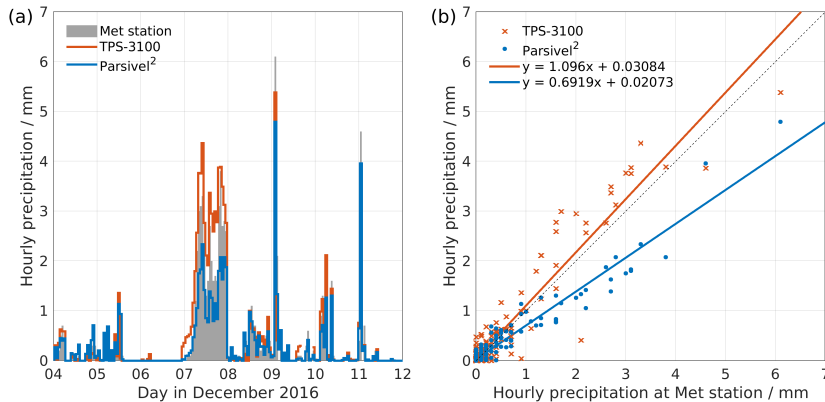 (a)
Hourly precipitation / mm
7
6
5
4
3
2
1
0
Met station
TPS-3100
Parsivel²
04 05 06 07 08 09 10 11 12
Day in December 2016
(b)
Hourly precipitation / mm
7
6
5
4
3
2
1
0
TPS-3100
Parsivel²
y = 1.096x + 0.03084
y = 0.6919x + 0.02073
0 1 2 3 4 5 6 7
Hourly precipitation at Met station / mm